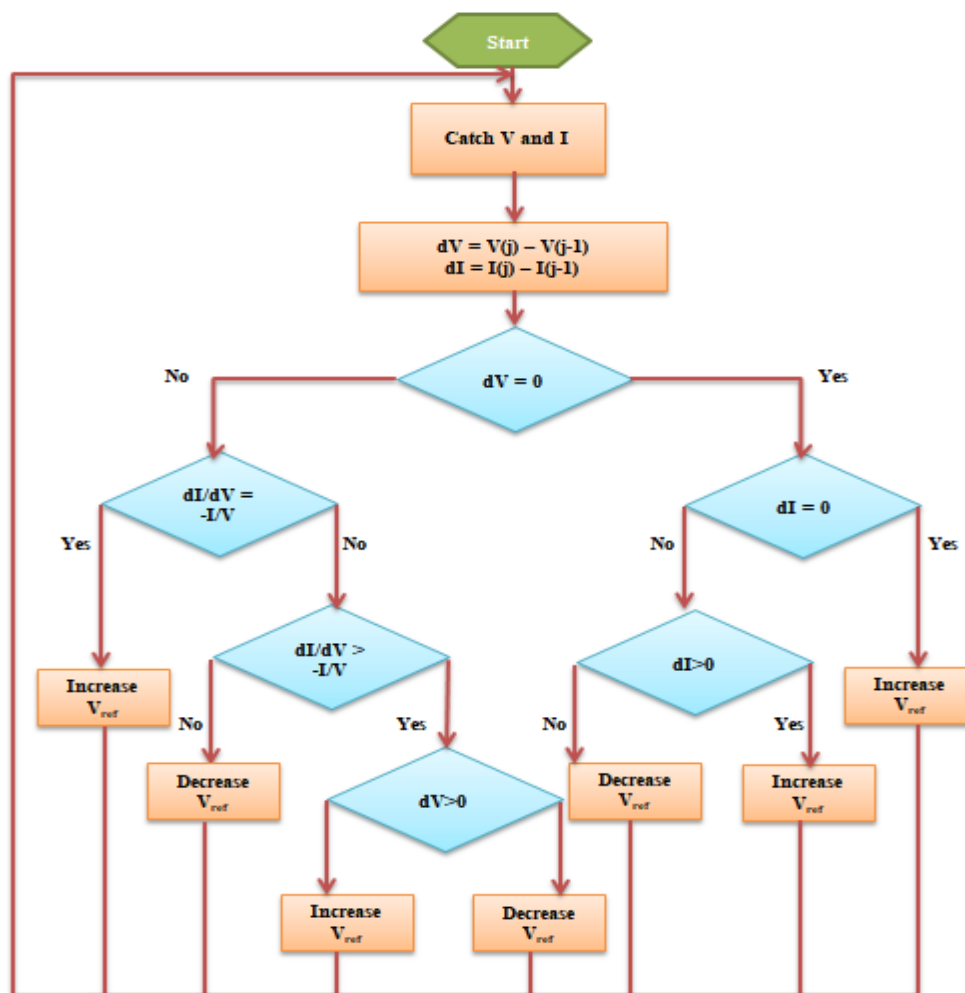 Start
Catch V and I
dV = V(j) – V(j-1)
dI = I(j) – I(j-1)
No
dV = 0
Yes
dI/dV =
-I/V
dI = 0
Yes
No
No
Yes
dI/dV >
-I/V
dI>0
Increase
Vref
Increase
Vref
No
Yes
No
Yes
Decrease
Vref
dV>0
Decrease
Vref
Increase
Vref
Increase
Vref
Decrease
Vref